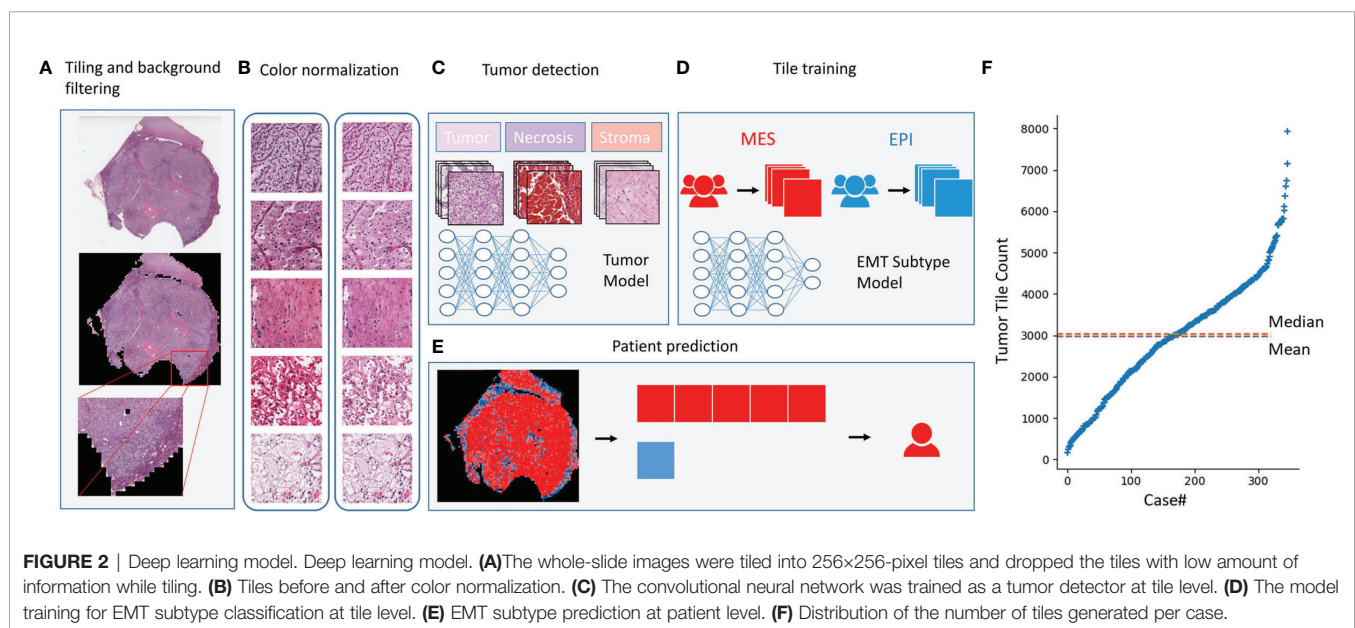 A Tiling and background
filtering
B Color normalization
C Tumor detection
D Tile training
F
Tumor Necrosis Stroma
Tumor
Model
MES EPI
EMT Subtype
Model
E Patient prediction
Tumor Tile Count
8000
7000
6000
5000
4000
3000
2000
1000
0
Median
Mean
0 100 200 300
Case#
FIGURE 2 | Deep learning model. Deep learning model. (A)The whole-slide images were tiled into 256×256-pixel tiles and dropped the tiles with low amount of
information while tiling. (B) Tiles before and after color normalization. (C) The convolutional neural network was trained as a tumor detector at tile level. (D) The model
training for EMT subtype classification at tile level. (E) EMT subtype prediction at patient level. (F) Distribution of the number of tiles generated per case.